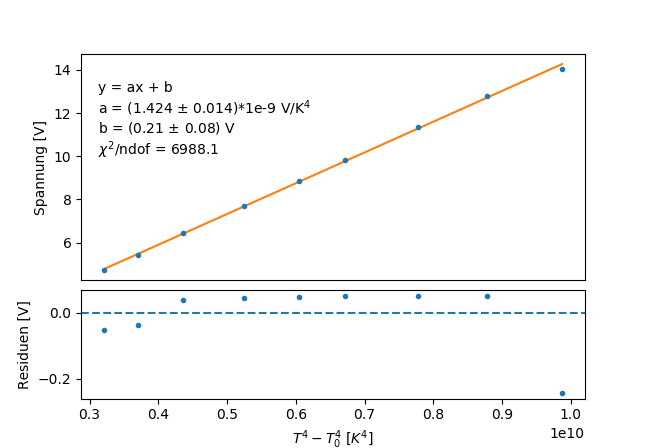 14
12
10
8
6
Spannung [V]
y = ax + b
a = (1.424 ± 0.014)*1e-9 V/K⁴
b = (0.21 ± 0.08) V
χ²/ndof = 6988.1
0.0
−0.2
Residuen [V]
0.3 0.4 0.5 0.6 0.7 0.8 0.9 1.0
1e10
T⁴ − T₀⁴ [K⁴]